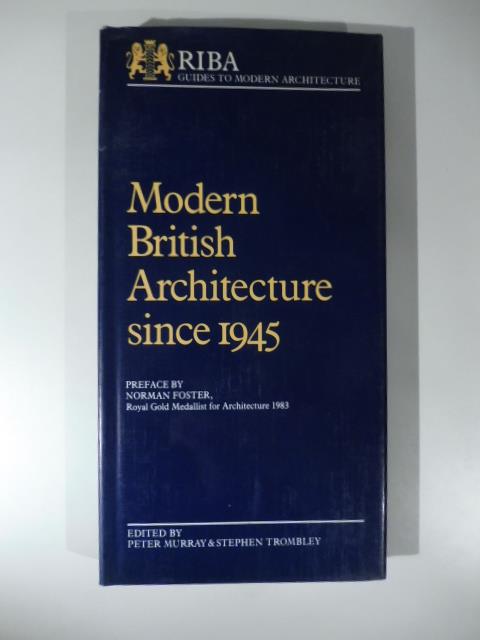 RIBA
GUIDES TO MODERN ARCHITECTURE
Modern
British
Architecture
since 1945
PREFACE BY
NORMAN FOSTER,
Royal Gold Medallist for Architecture 1983
EDITED BY
PETER MURRAY & STEPHEN TROMBLEY